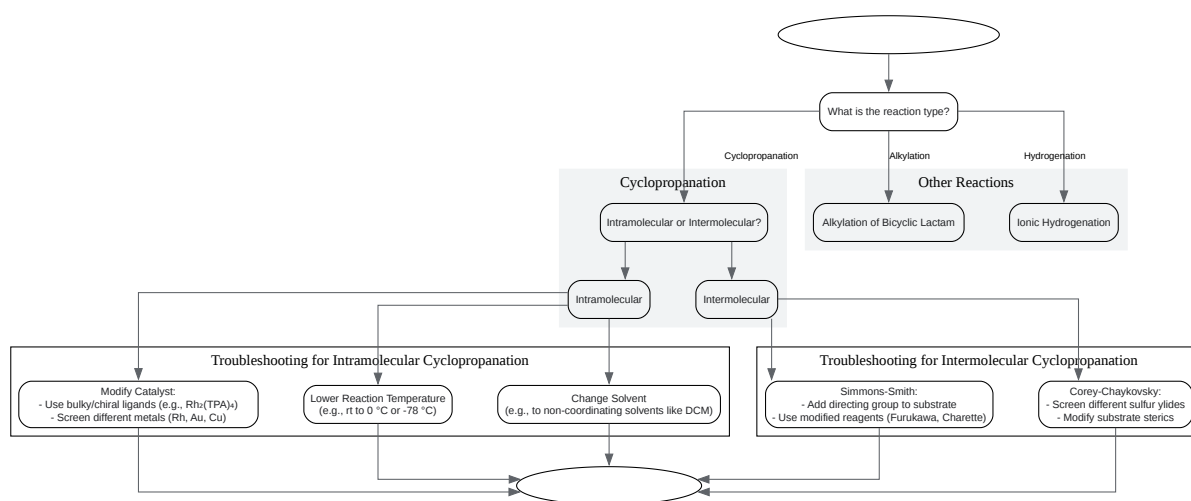 What is the reaction type?
Cyclopropanation
Alkylation
Hydrogenation
Cyclopropanation
Other Reactions
Intramolecular or Intermolecular?
Alkylation of Bicyclic Lactam
Ionic Hydrogenation
Intramolecular
Intermolecular
Troubleshooting for Intramolecular Cyclopropanation
Troubleshooting for Intermolecular Cyclopropanation
Modify Catalyst:
- Use bulky/chiral ligands (e.g., Rh₂(TPA)₄)
- Screen different metals (Rh, Au, Cu)
Lower Reaction Temperature
(e.g., rt to 0 °C or -78 °C)
Change Solvent
(e.g., to non-coordinating solvents like DCM)
Simmons-Smith:
- Add directing group to substrate
- Use modified reagents (Furukawa, Charette)
Corey-Chaykovsky:
- Screen different sulfur ylides
- Modify substrate sterics